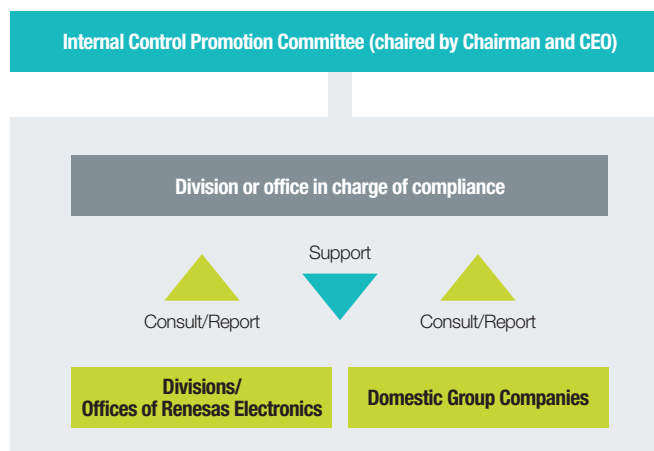 Internal Control Promotion Committee (chaired by Chairman and CEO)
Division or office in charge of compliance
Support
Consult/Report
Consult/Report
Divisions/
Offices of Renesas Electronics
Domestic Group Companies